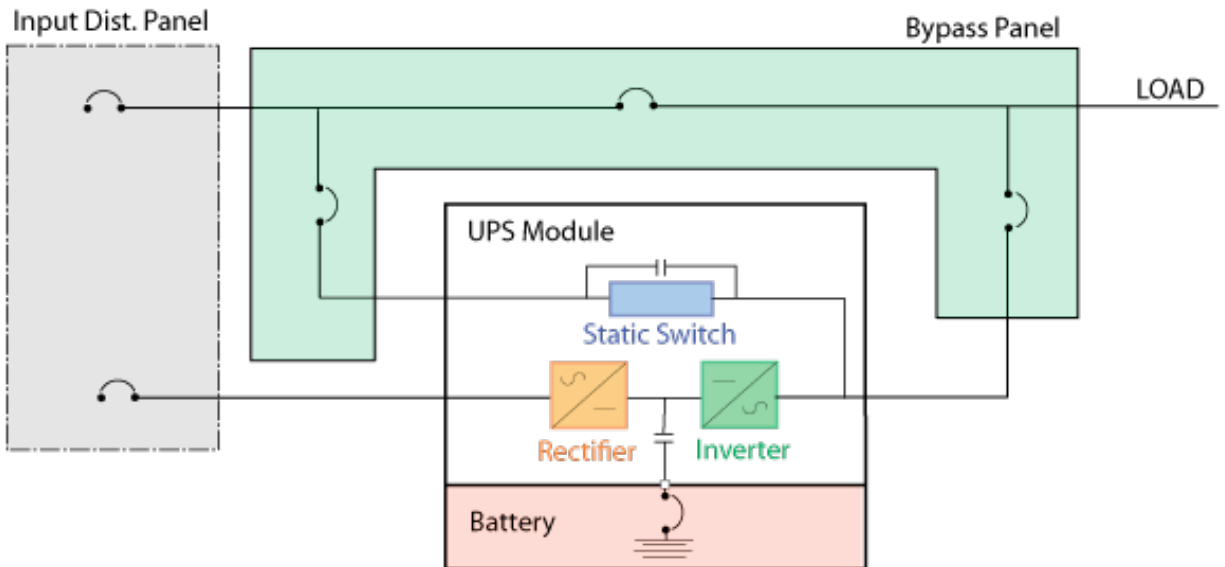 Input Dist. Panel
Bypass Panel
LOAD
UPS Module
Static Switch
Rectifier
Inverter
Battery